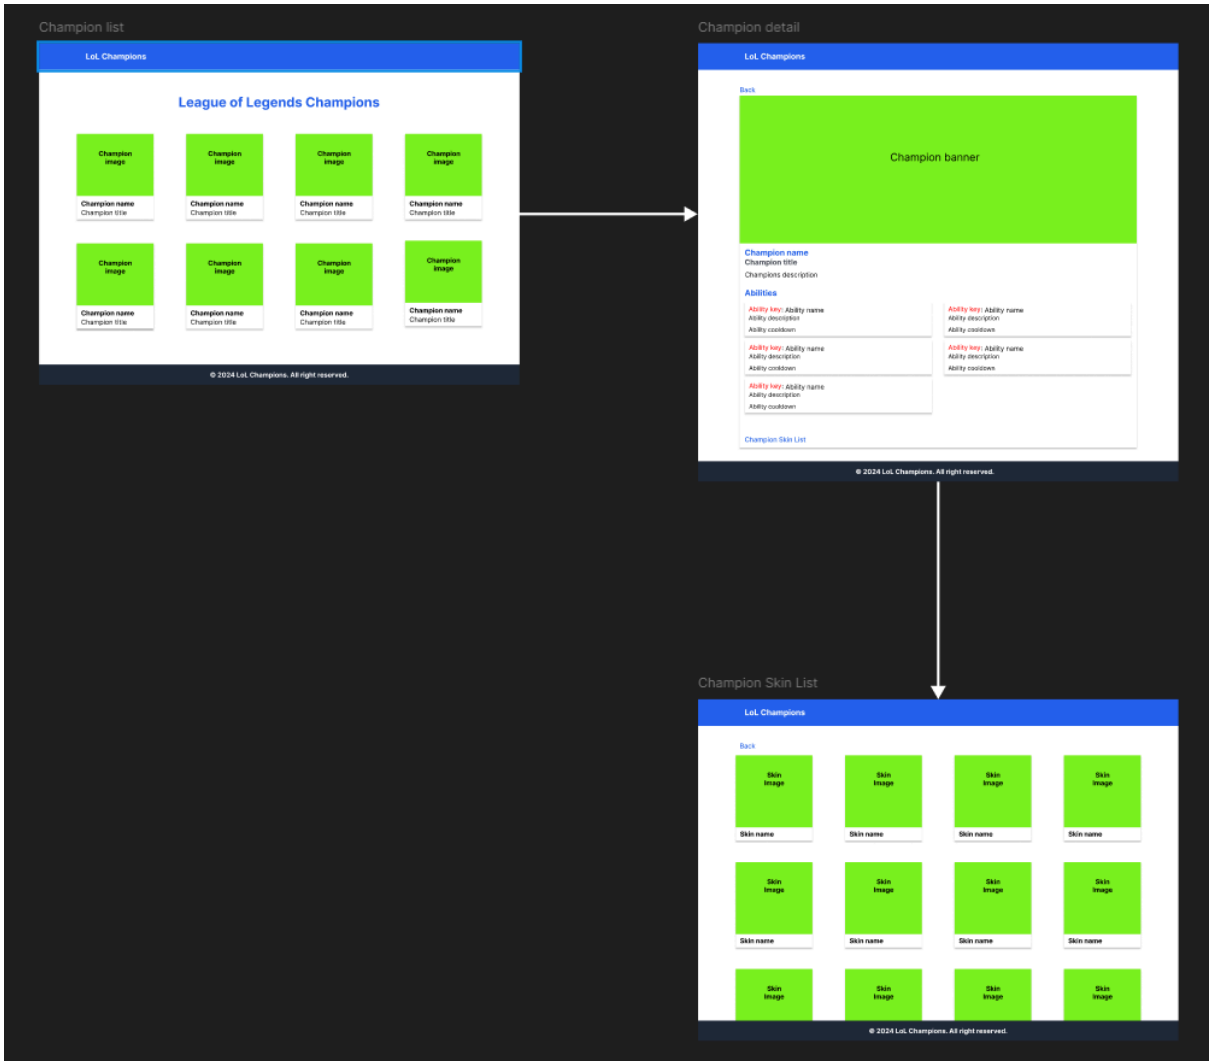 Champion list
LoL Champions
League of Legends Champions
Champion
image
Champion name
Champion title
Champion
image
Champion name
Champion title
Champion
image
Champion name
Champion title
Champion
image
Champion name
Champion title
Champion
image
Champion name
Champion title
Champion
image
Champion name
Champion title
Champion
image
Champion name
Champion title
Champion
image
Champion name
Champion title
© 2024 LoL Champions. All right reserved.
Champion detail
LoL Champions
Back
Champion banner
Champion name
Champion title
Champions description
Abilities
Ability key: Ability name
Ability description
Ability cooldown
Ability key: Ability name
Ability description
Ability cooldown
Ability key: Ability name
Ability description
Ability cooldown
Ability key: Ability name
Ability description
Ability cooldown
Ability key: Ability name
Ability description
Ability cooldown
Champion Skin List
© 2024 LoL Champions. All right reserved.
Champion Skin List
LoL Champions
Back
Skin
Image
Skin name
Skin
Image
Skin name
Skin
Image
Skin name
Skin
Image
Skin name
Skin
Image
Skin name
Skin
Image
Skin name
Skin
Image
Skin name
Skin
Image
Skin name
Skin
Image
Skin
Image
Skin
Image
Skin
Image
© 2024 LoL Champions. All right reserved.